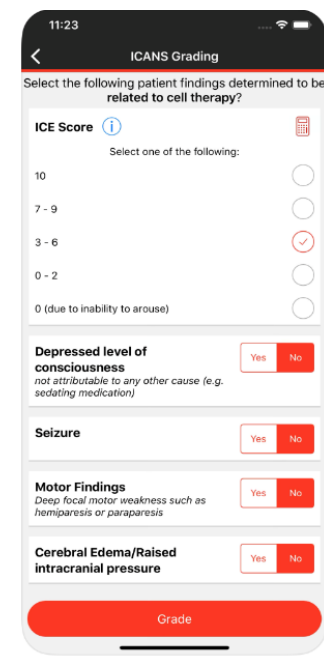 11:23
ICANS Grading
Select the following patient findings determined to be
related to cell therapy?
ICE Score
Select one of the following:
10
7 - 9
3 - 6
0 - 2
0 (due to inability to arouse)
Depressed level of
consciousness
not attributable to any other cause (e.g.
sedating medication)
Yes No
Seizure
Yes No
Motor Findings
Deep focal motor weakness such as
hemiparesis or paraparesis
Yes No
Cerebral Edema/Raised
intracranial pressure
Yes No
Grade